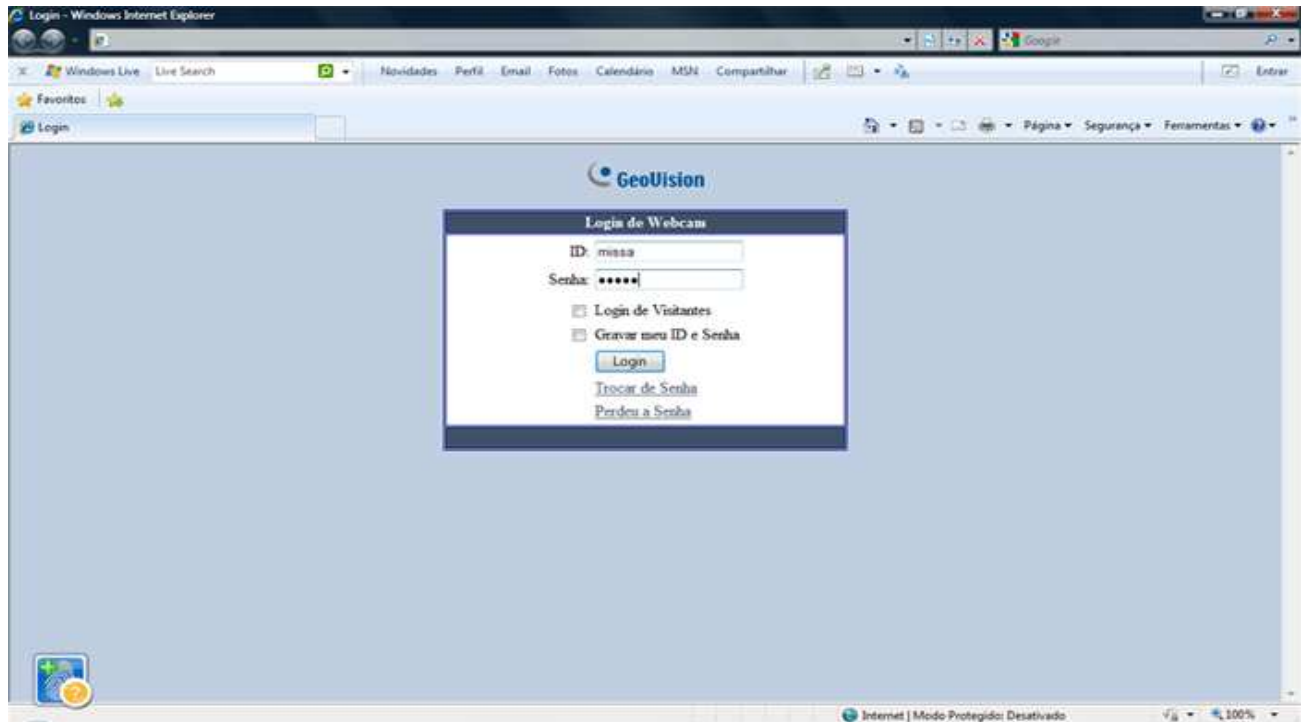 Login - Windows Internet Explorer
Google
Windows Live Live Search Novidades Perfil Email Fotos Calendário MSN Compartilhar Entrar
Favoritos
Login Página Segurança Ferramentas
GeoVision
Login de Webcam
ID: missa
Senha: •••••
Login de Visitantes
Gravar meu ID e Senha
Login
Trocar de Senha
Perdeu a Senha
Internet | Modo Protegido: Desativado 100%